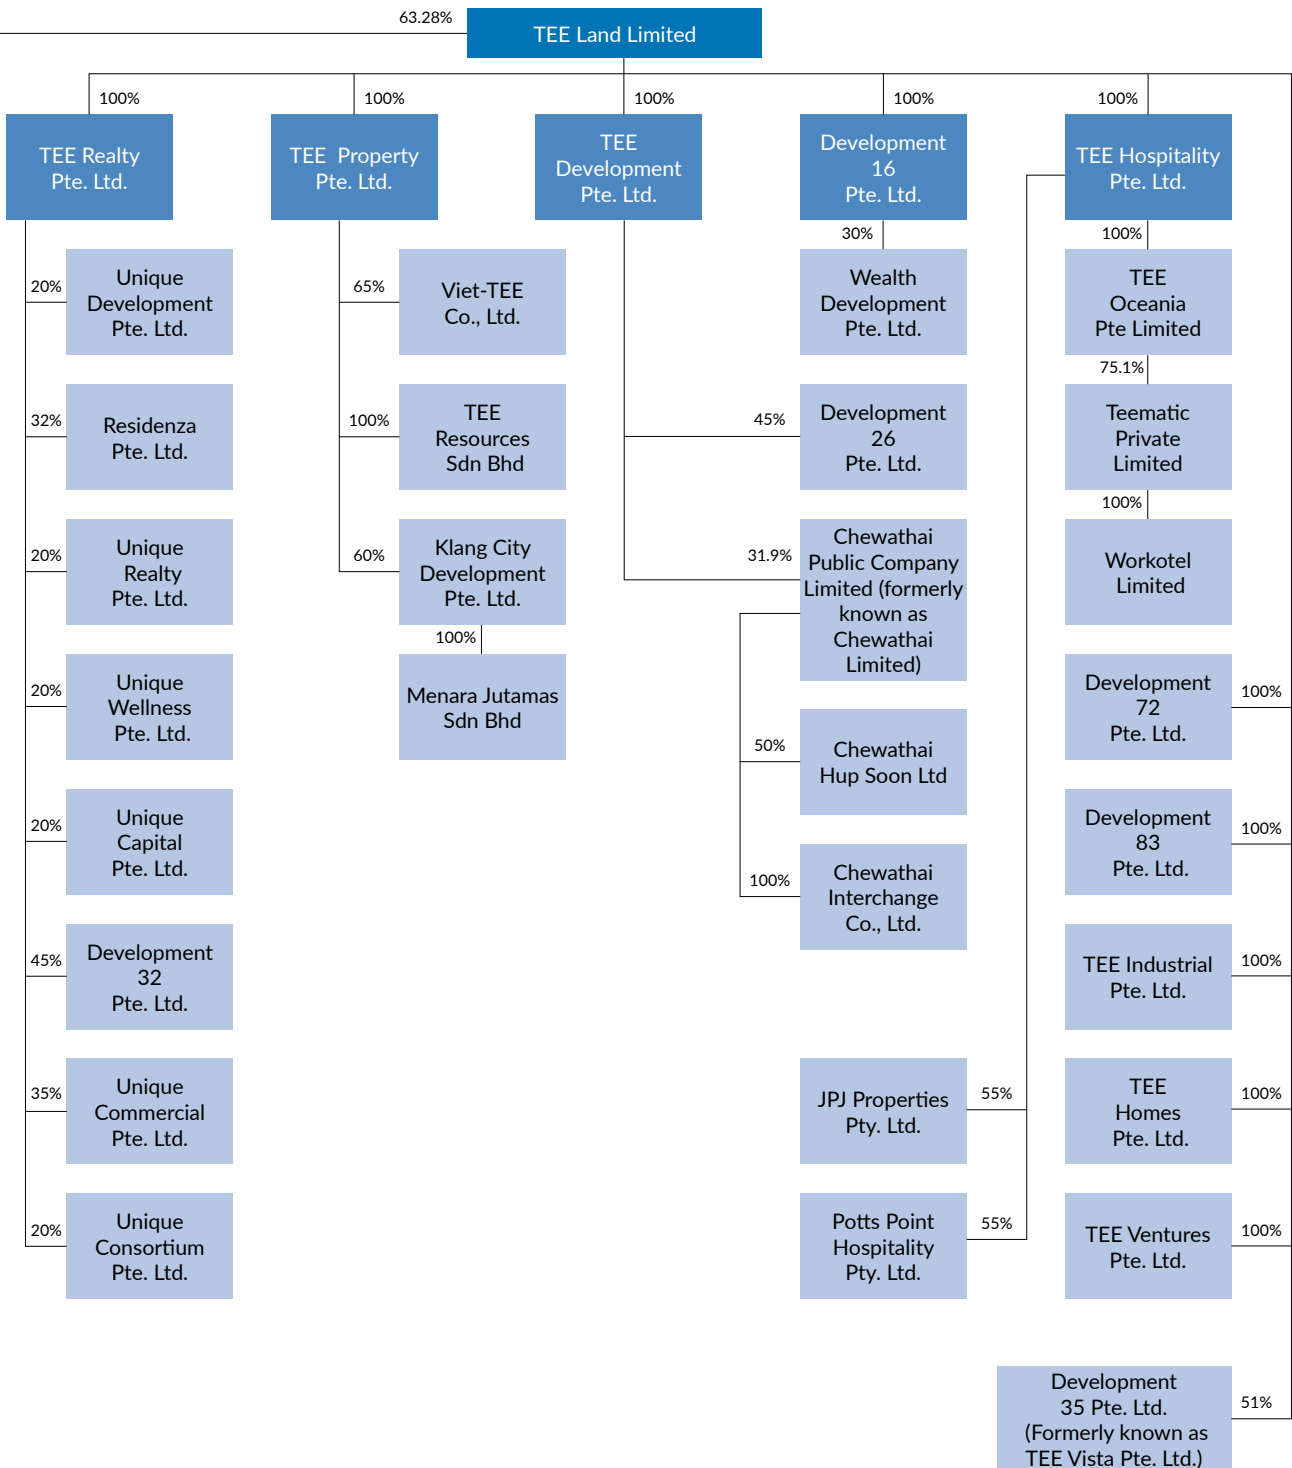 63.28%
TEE Land Limited
100%
100%
100%
100%
100%
TEE Realty
Pte. Ltd.
TEE Property
Pte. Ltd.
TEE
Development
Pte. Ltd.
Development
16
Pte. Ltd.
TEE Hospitality
Pte. Ltd.
20%
Unique
Development
Pte. Ltd.
32%
Residenza
Pte. Ltd.
20%
Unique
Realty
Pte. Ltd.
20%
Unique
Wellness
Pte. Ltd.
20%
Unique
Capital
Pte. Ltd.
45%
Development
32
Pte. Ltd.
35%
Unique
Commercial
Pte. Ltd.
20%
Unique
Consortium
Pte. Ltd.
65%
Viet-TEE
Co., Ltd.
100%
TEE
Resources
Sdn Bhd
60%
Klang City
Development
Pte. Ltd.
100%
Menara Jutamas
Sdn Bhd
30%
Wealth
Development
Pte. Ltd.
45%
Development
26
Pte. Ltd.
31.9%
Chewathai
Public Company
Limited (formerly
known as
Chewathai
Limited)
50%
Chewathai
Hup Soon Ltd
100%
Chewathai
Interchange
Co., Ltd.
JPJ Properties
Pty. Ltd.
55%
Potts Point
Hospitality
Pty. Ltd.
55%
100%
TEE
Oceania
Pte Limited
75.1%
Teematic
Private
Limited
100%
Workotel
Limited
Development
72
Pte. Ltd.
100%
Development
83
Pte. Ltd.
100%
TEE Industrial
Pte. Ltd.
100%
TEE
Homes
Pte. Ltd.
100%
TEE Ventures
Pte. Ltd.
100%
Development
35 Pte. Ltd.
(Formerly known as
TEE Vista Pte. Ltd.)
51%